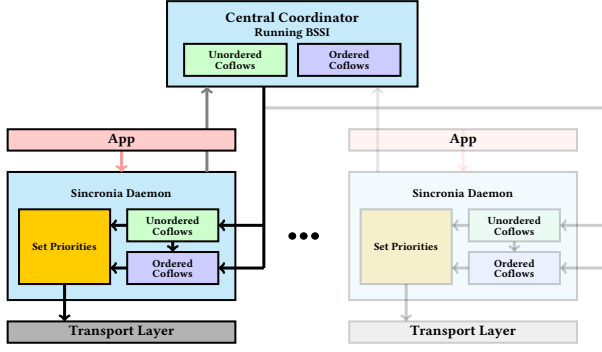 Central Coordinator
Running BSSI
Unordered
Coflows
Ordered
Coflows
App
Sincronia Daemon
Set Priorities
Unordered
Coflows
Ordered
Coflows
Transport Layer
App
Sincronia Daemon
Set Priorities
Unordered
Coflows
Ordered
Coflows
Transport Layer